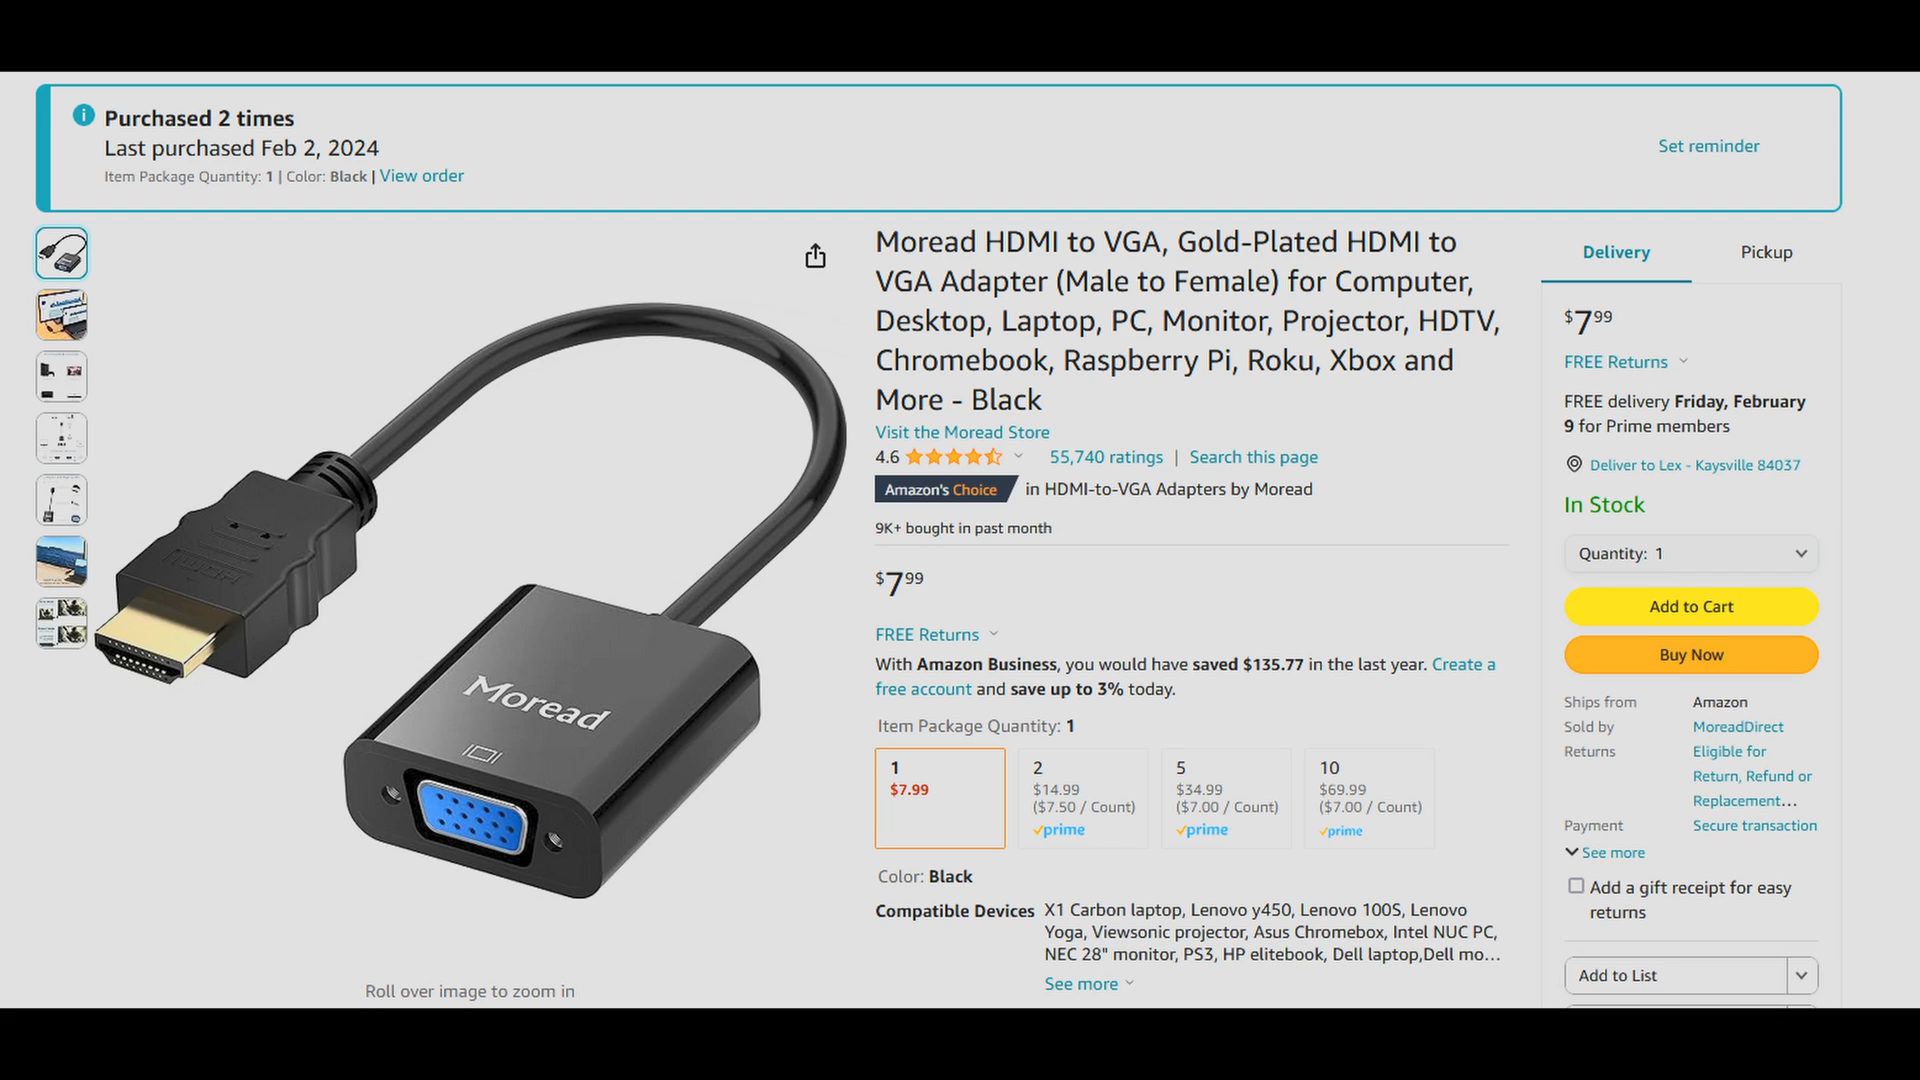 Purchased 2 times
Last purchased Feb 2, 2024
Item Package Quantity: 1 | Color: Black | View order
Set reminder
Moread
Roll over image to zoom in
Moread HDMI to VGA, Gold-Plated HDMI to
VGA Adapter (Male to Female) for Computer,
Desktop, Laptop, PC, Monitor, Projector, HDTV,
Chromebook, Raspberry Pi, Roku, Xbox and
More - Black
Visit the Moread Store
4.6 55,740 ratings | Search this page
Amazon's Choice in HDMI-to-VGA Adapters by Moread
9K+ bought in past month
$7.99
FREE Returns
With Amazon Business, you would have saved $135.77 in the last year. Create a
free account and save up to 3% today.
Item Package Quantity: 1
1
$7.99
2
$14.99
($7.50 / Count)
prime
5
$34.99
($7.00 / Count)
prime
10
$69.99
($7.00 / Count)
prime
Color: Black
Compatible Devices X1 Carbon laptop, Lenovo y450, Lenovo 100S, Lenovo
Yoga, Viewsonic projector, Asus Chromebox, Intel NUC PC,
NEC 28" monitor, PS3, HP elitebook, Dell laptop,Dell mo...
See more
Delivery Pickup
$7.99
FREE Returns
FREE delivery Friday, February
9 for Prime members
Deliver to Lex - Kaysville 84037
In Stock
Quantity: 1
Add to Cart
Buy Now
Ships from Amazon
Sold by MoreadDirect
Returns Eligible for
Return, Refund or
Replacement...
Payment Secure transaction
See more
Add a gift receipt for easy
returns
Add to List